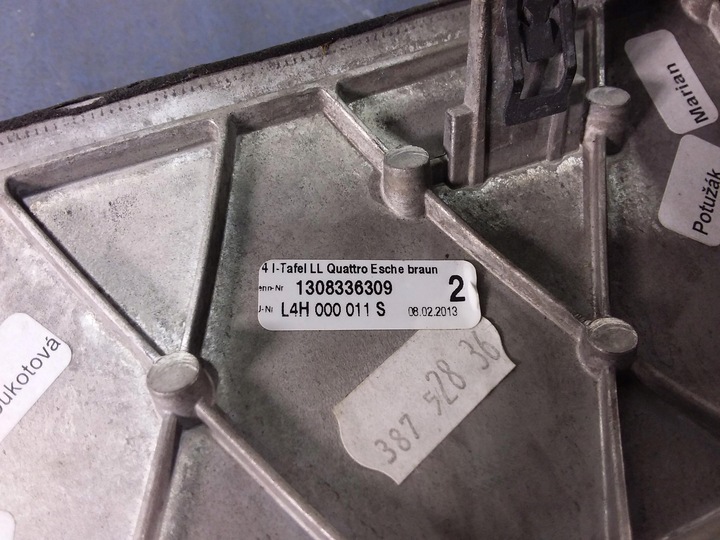 Marian
Potužák
4 I-Tafel LL Quattro Esche braun
enn-Nr 1308336309 2
J-Nr L4H 000 011 S 08.02.2013
oukotová
387 528 36